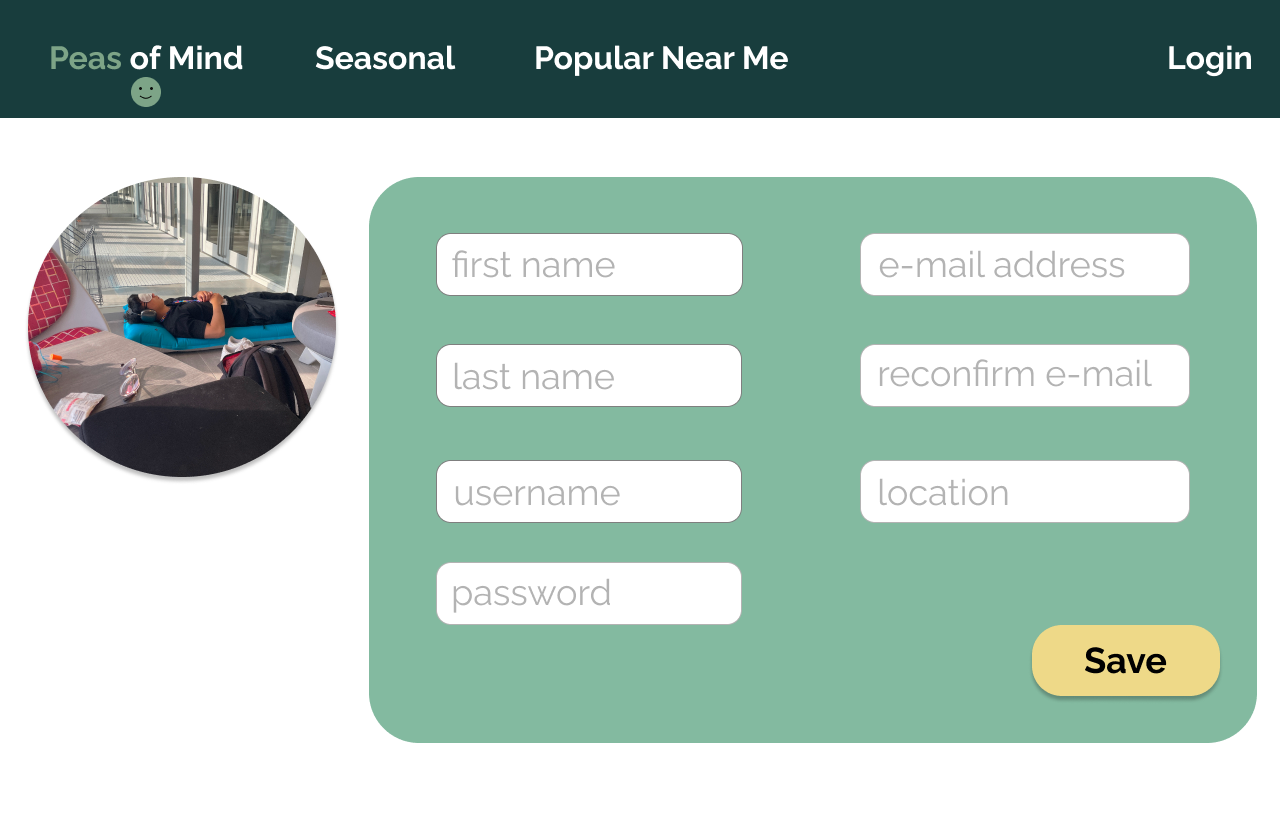 Peas of Mind
Seasonal
Popular Near Me
Login
first name
e-mail address
last name
reconfirm e-mail
username
location
password
Save